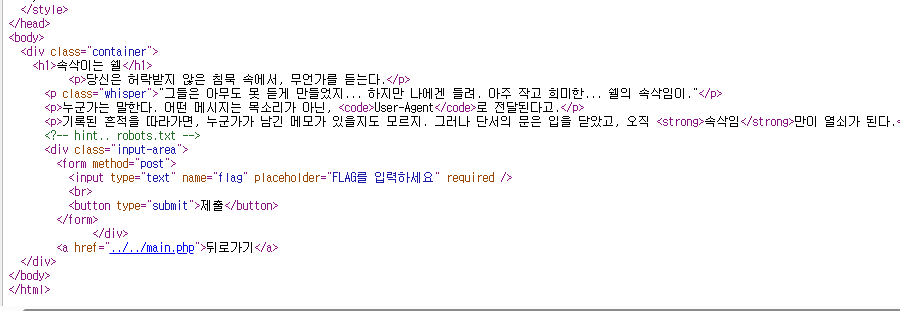 </style>
</head>
<body>
<div class="container">
<h1>속삭이는 쉘</h1>
<p>당신은 허락받지 않은 침묵 속에서, 무언가를 듣는다.</p>
<p class="whisper">"그들은 아무도 못 듣게 만들었지... 하지만 나에겐 들려. 아주 작고 희미한... 쉘의 속삭임이."</p>
<p>누군가는 말한다. 어떤 메시지는 목소리가 아닌, <code>User-Agent</code>로 전달된다고.</p>
<p>기록된 흔적을 따라가면, 누군가가 남긴 메모가 있을지도 모르지. 그러나 단서의 문은 입을 닫았고, 오직 <strong>속삭임</strong>만이 열쇠가 된다.<
<?-- hint.. robots.txt -->
<div class="input-area">
<form method="post">
<input type="text" name="flag" placeholder="FLAG를 입력하세요" required />
<br>
<button type="submit">제출</button>
</form>
</div>
<a href="../../main.php">뒤로가기</a>
</div>
</body>
</html>